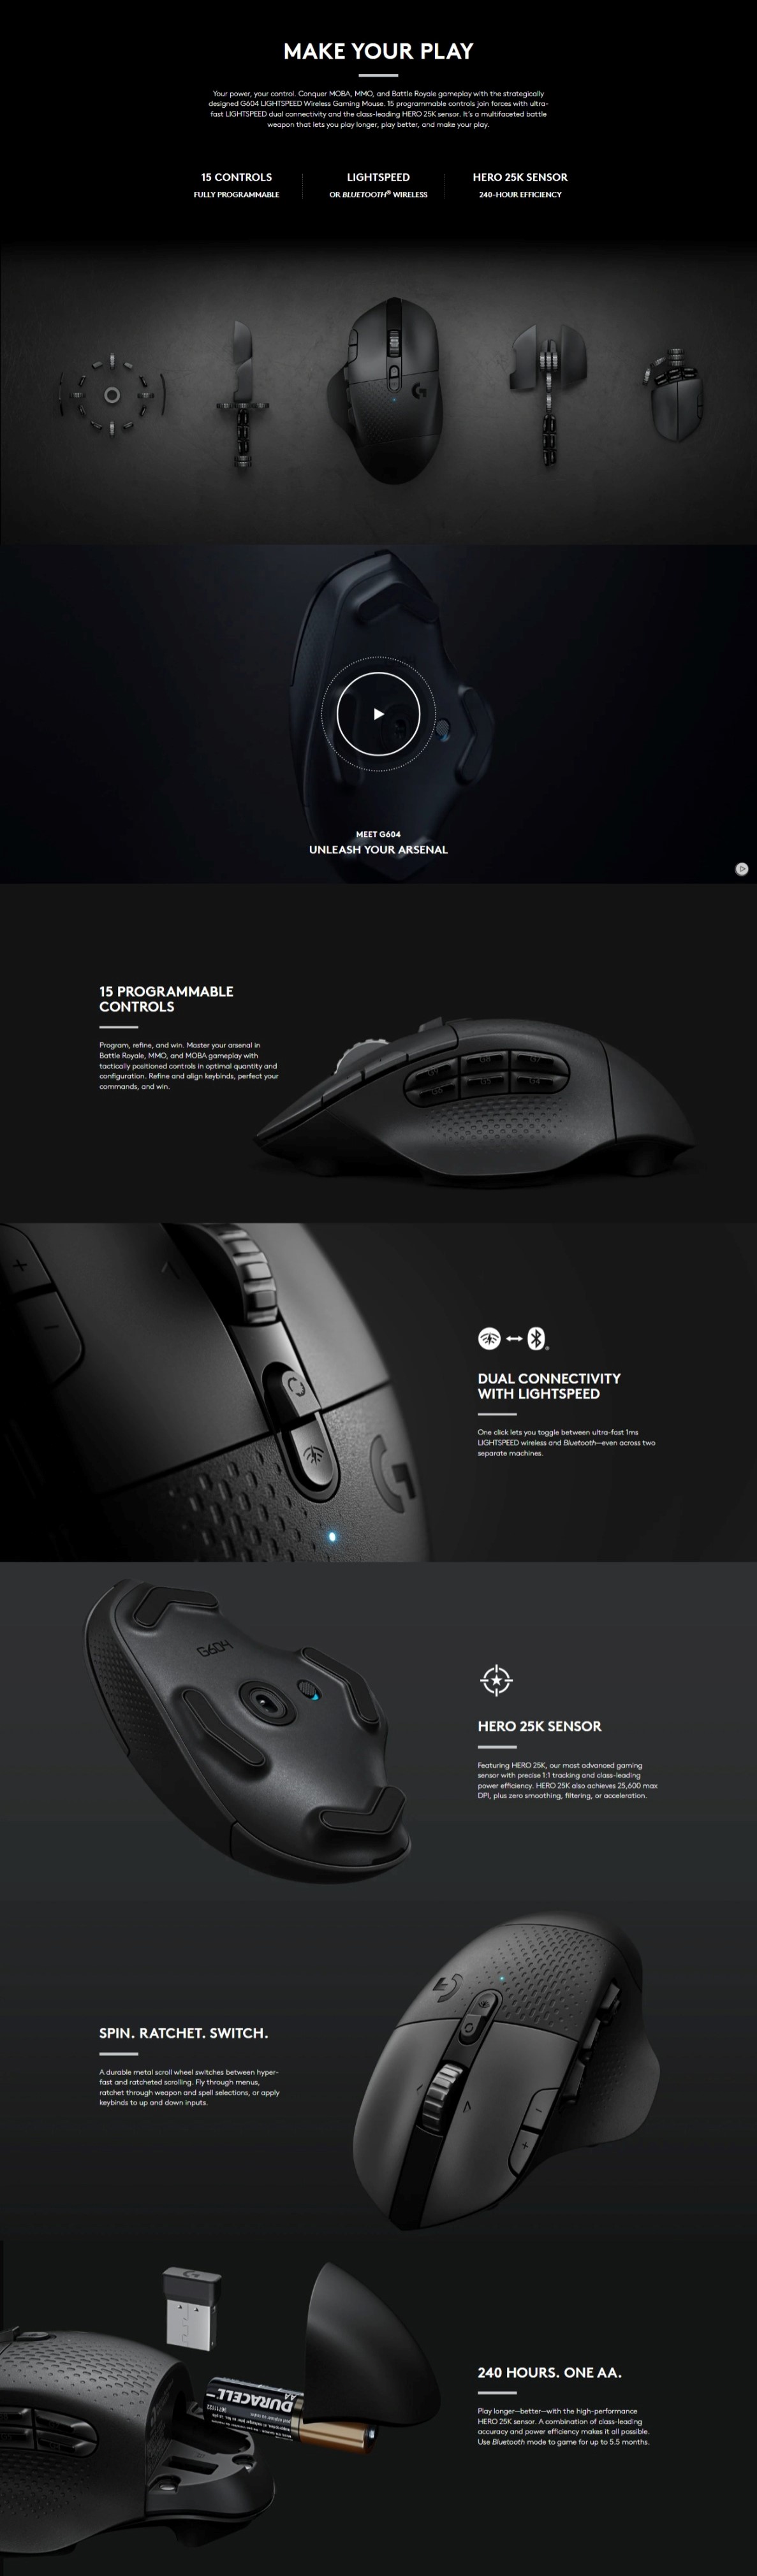 MAKE YOUR PLAY
Your power, your control. Conquer MOBA, MMO, and Battle Royale gameplay with the strategically
designed G604 LIGHTSPEED Wireless Gaming Mouse. 15 programmable controls join forces with ultra-
fast LIGHTSPEED dual connectivity and the class-leading HERO 25K sensor. It's a multifaceted battle
weapon that lets you play longer, play better, and make your play.
15 CONTROLS
FULLY PROGRAMMABLE
LIGHTSPEED
OR BLUETOOTH® WIRELESS
HERO 25K SENSOR
240-HOUR EFFICIENCY
MEET G604
UNLEASH YOUR ARSENAL
15 PROGRAMMABLE
CONTROLS
Program, refine, and win. Master your arsenal in
Battle Royale, MMO, and MOBA gameplay with
tactically positioned controls in optimal quantity and
configuration. Refine and align keybinds, perfect your
commands, and win.
DUAL CONNECTIVITY
WITH LIGHTSPEED
One click lets you toggle between ultra-fast 1ms
LIGHTSPEED wireless and Bluetooth—even across two
separate machines.
G604
HERO 25K SENSOR
Featuring HERO 25K, our most advanced gaming
sensor with precise 1:1 tracking and class-leading
power efficiency. HERO 25K also achieves 25,600 max
DPI, plus zero smoothing, filtering, or acceleration.
SPIN. RATCHET. SWITCH.
A durable metal scroll wheel switches between hyper-
fast and ratcheted scrolling. Fly through menus,
ratchet through weapon and spell selections, or apply
keybinds to up and down inputs.
DURACELL
AA
240 HOURS. ONE AA.
Play longer—better—with the high-performance
HERO 25K sensor. A combination of class-leading
accuracy and power efficiency makes it all possible.
Use Bluetooth mode to game for up to 5.5 months.